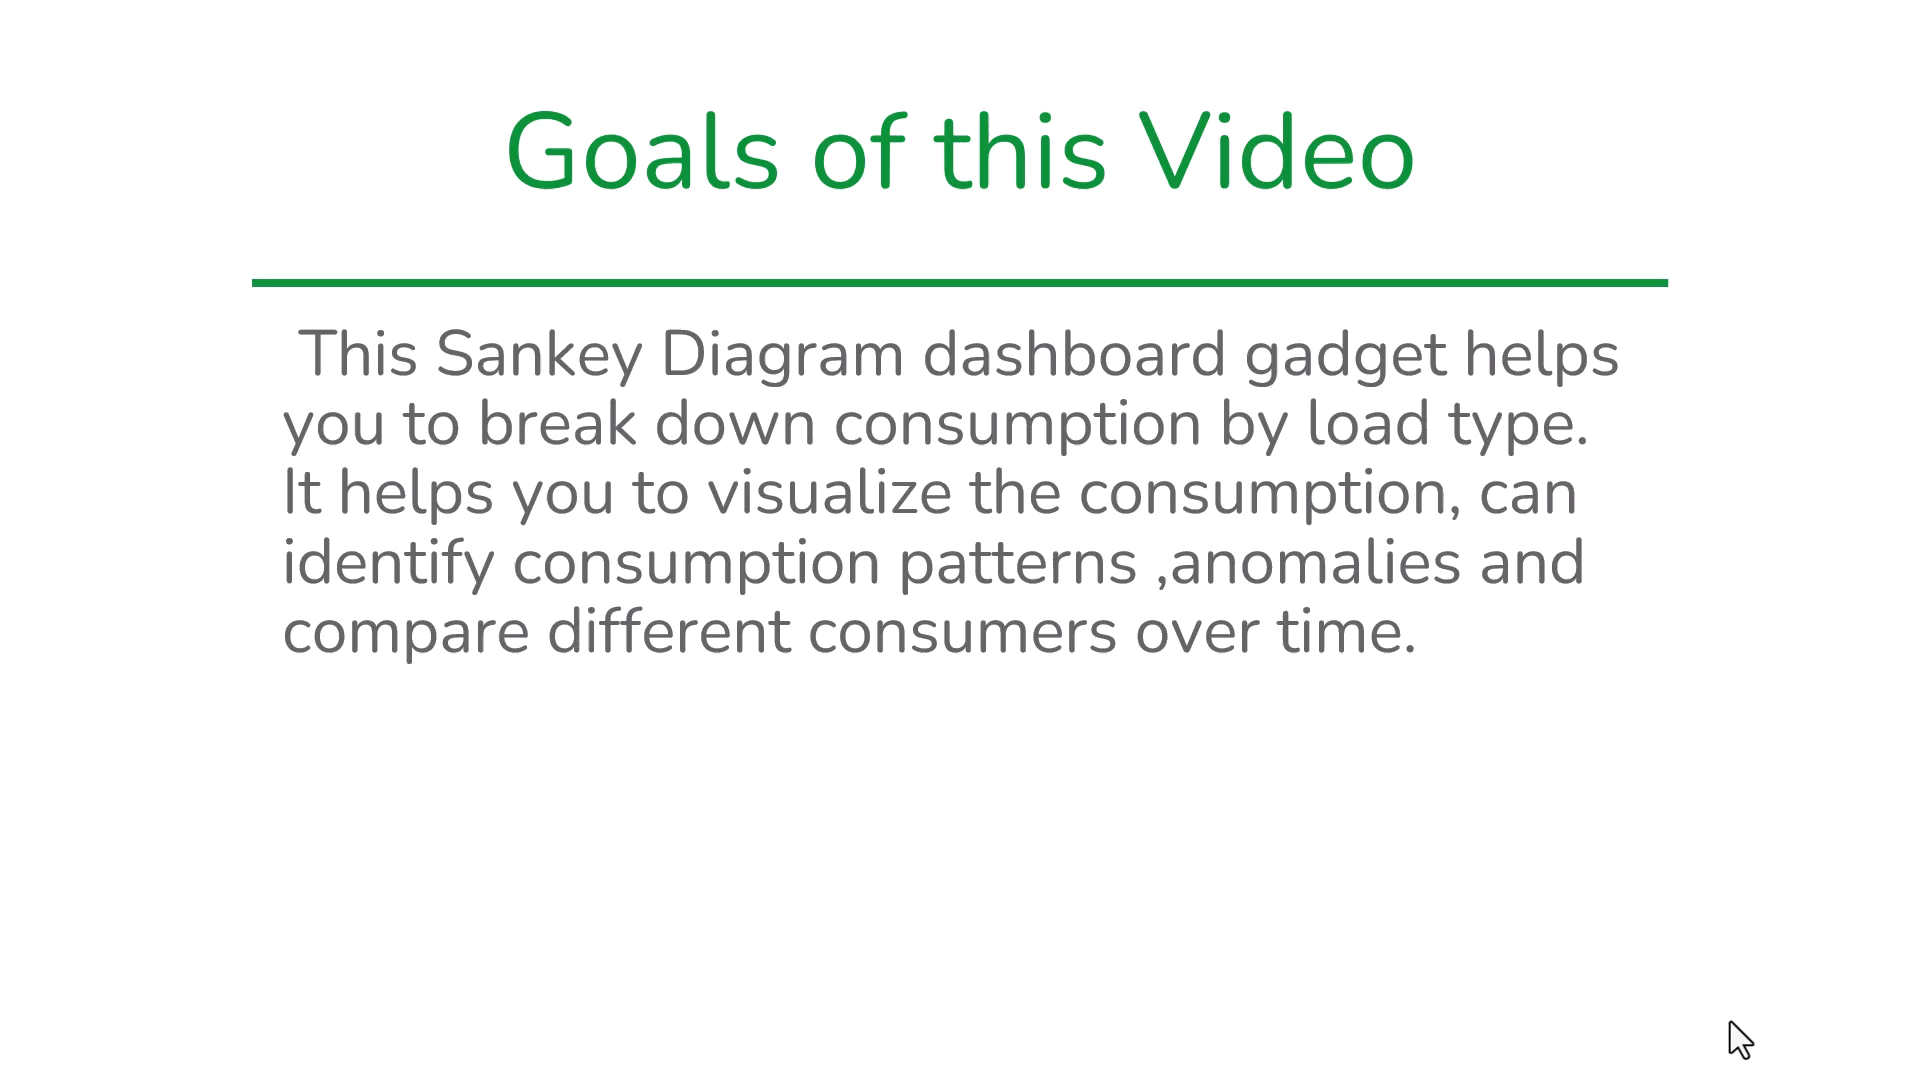 Goals of this Video
This Sankey Diagram dashboard gadget helps
you to break down consumption by load type.
It helps you to visualize the consumption, can
identify consumption patterns ,anomalies and
compare different consumers over time.